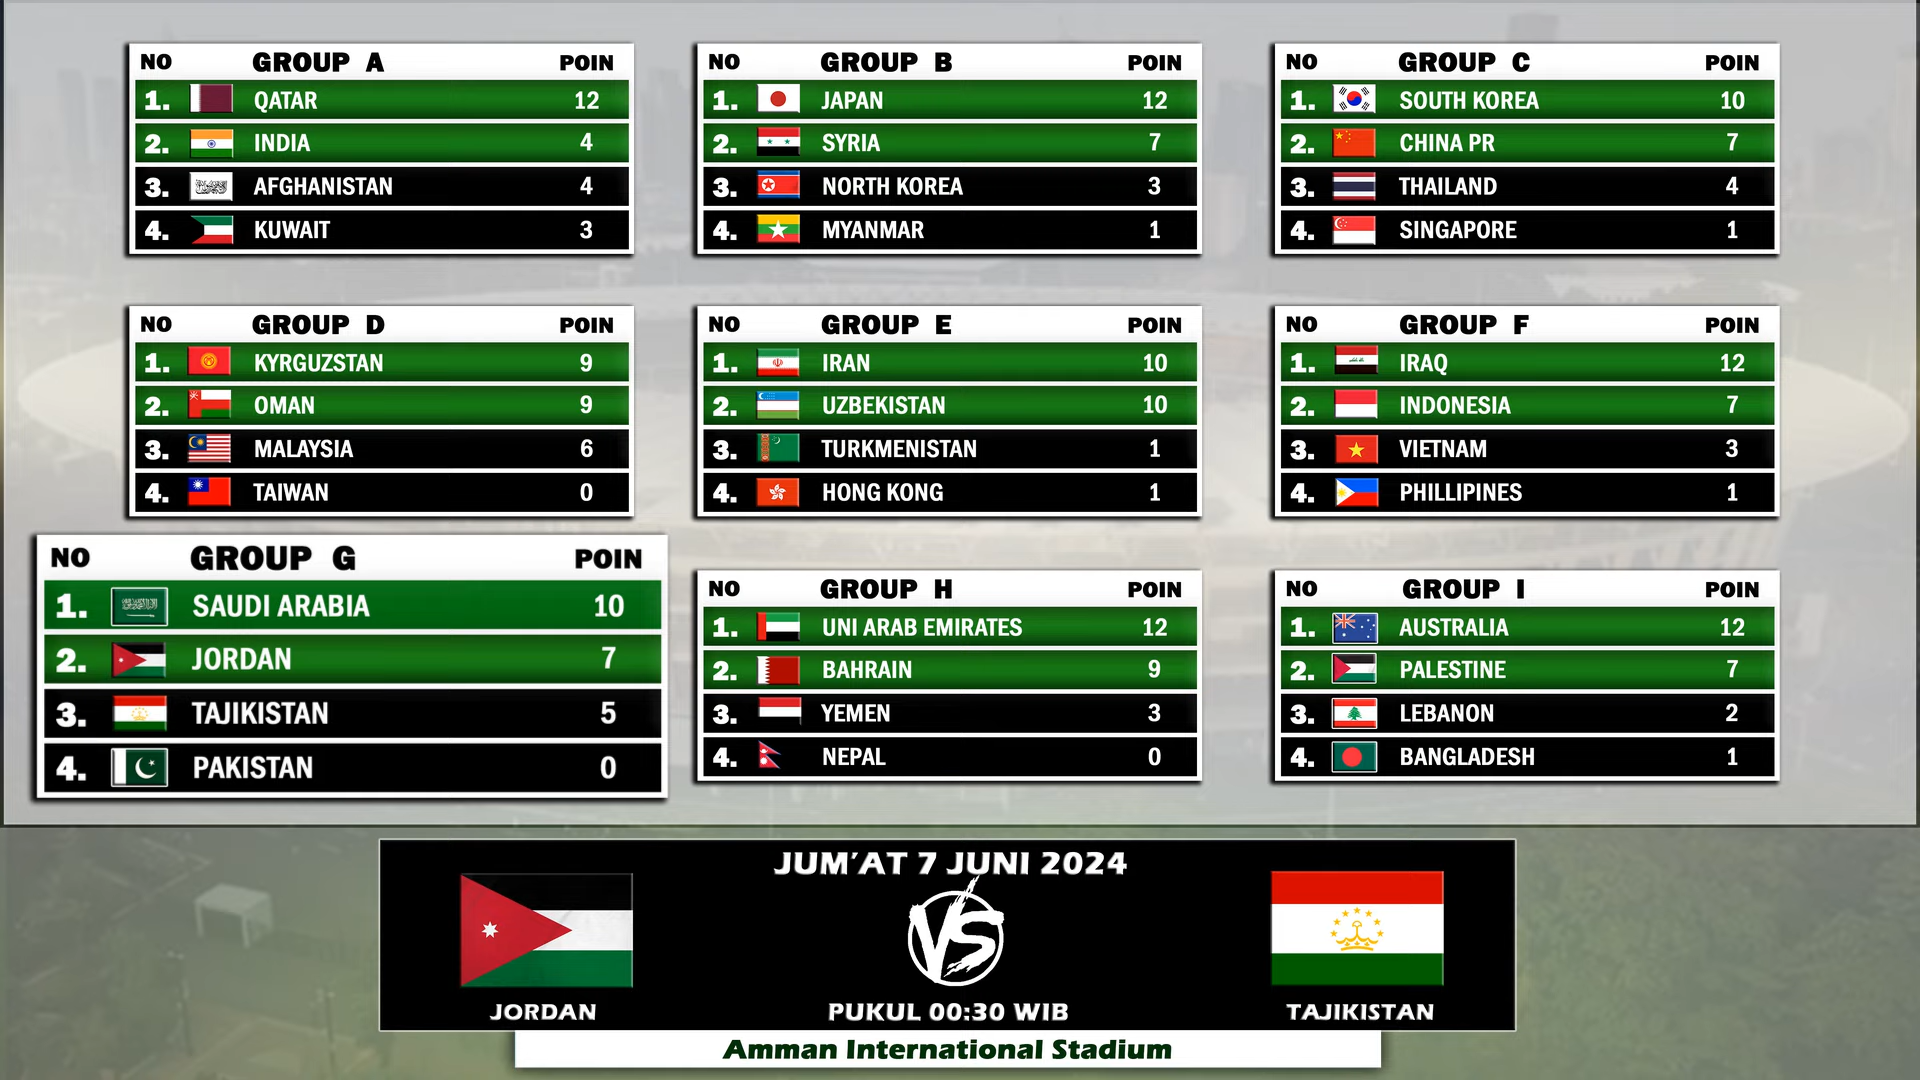 NO GROUP A POIN
1. QATAR 12
2. INDIA 4
3. AFGHANISTAN 4
4. KUWAIT 3
NO GROUP B POIN
1. JAPAN 12
2. SYRIA 7
3. NORTH KOREA 3
4. MYANMAR 1
NO GROUP C POIN
1. SOUTH KOREA 10
2. CHINA PR 7
3. THAILAND 4
4. SINGAPORE 1
NO GROUP D POIN
1. KYRGUZSTAN 9
2. OMAN 9
3. MALAYSIA 6
4. TAIWAN 0
NO GROUP E POIN
1. IRAN 10
2. UZBEKISTAN 10
3. TURKMENISTAN 1
4. HONG KONG 1
NO GROUP F POIN
1. IRAQ 12
2. INDONESIA 7
3. VIETNAM 3
4. PHILLIPINES 1
NO GROUP G POIN
1. SAUDI ARABIA 10
2. JORDAN 7
3. TAJIKISTAN 5
4. PAKISTAN 0
NO GROUP H POIN
1. UNI ARAB EMIRATES 12
2. BAHRAIN 9
3. YEMEN 3
4. NEPAL 0
NO GROUP I POIN
1. AUSTRALIA 12
2. PALESTINE 7
3. LEBANON 2
4. BANGLADESH 1
JUM'AT 7 JUNI 2024
VS
JORDAN PUKUL 00:30 WIB TAJIKISTAN
Amman International Stadium